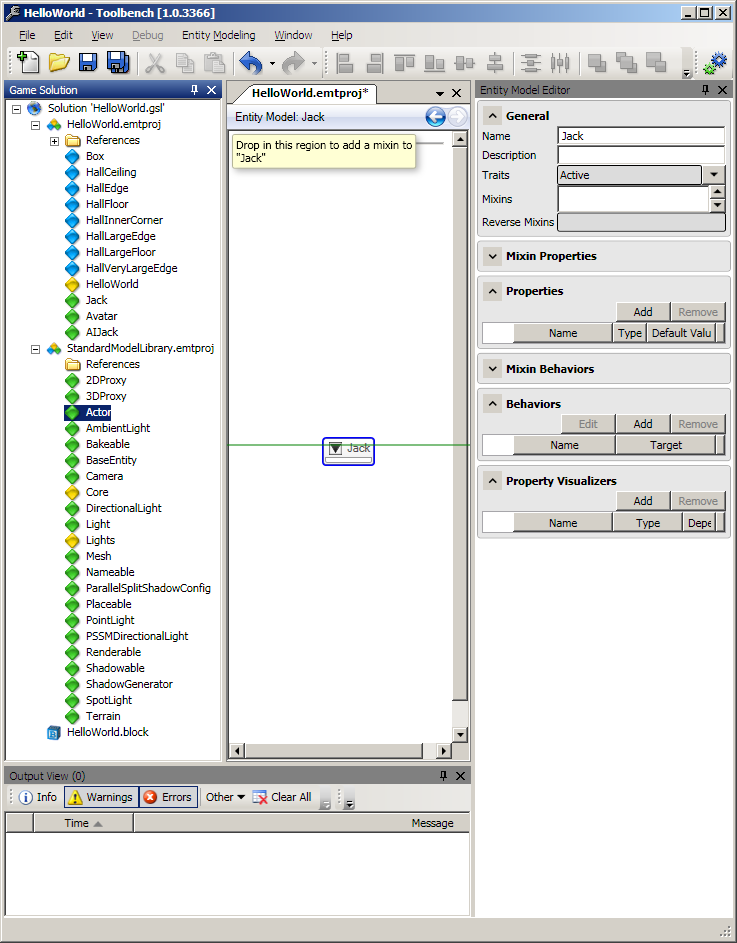 HelloWorld - Toolbench [1.0.3366]
File Edit View Debug Entity Modeling Window Help
Game Solution
Solution 'HelloWorld.gsl'
HelloWorld.emtproj
References
Box
HallCeiling
HallEdge
HallFloor
HallInnerCorner
HallLargeEdge
HallLargeFloor
HallVeryLargeEdge
HelloWorld
Jack
Avatar
AIJack
StandardModelLibrary.emtproj
References
2DProxy
3DProxy
Actor
AmbientLight
Bakeable
BaseEntity
Camera
Core
DirectionalLight
Light
Lights
Mesh
Nameable
ParallelSplitShadowConfig
Placeable
PointLight
PSSMDirectionalLight
Renderable
Shadowable
ShadowGenerator
SpotLight
Terrain
HelloWorld.block
HelloWorld.emtproj*
Entity Model: Jack
Drop in this region to add a mixin to
"Jack"
Jack
Entity Model Editor
General
Name Jack
Description
Traits Active
Mixins
Reverse Mixins
Mixin Properties
Properties
Add Remove
Name Type Default Valu
Mixin Behaviors
Behaviors
Edit Add Remove
Name Target
Property Visualizers
Add Remove
Name Type Depe
Output View (0)
Info Warnings Errors Other Clear All
Time Message